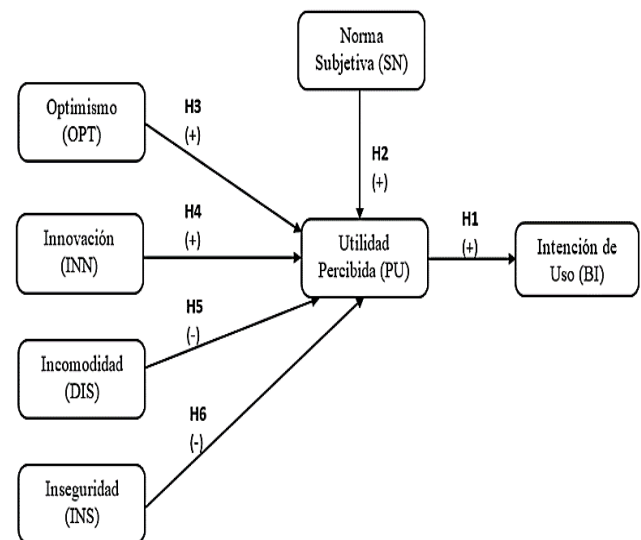 Norma
Subjetiva (SN)
Optimismo
(OPT)
H3
(+)
H2
(+)
Innovación
(INN)
H4
(+)
Utilidad
Percibida (PU)
H1
(+)
Intención de
Uso (BI)
Incomodidad
(DIS)
H5
(-)
Inseguridad
(INS)
H6
(-)